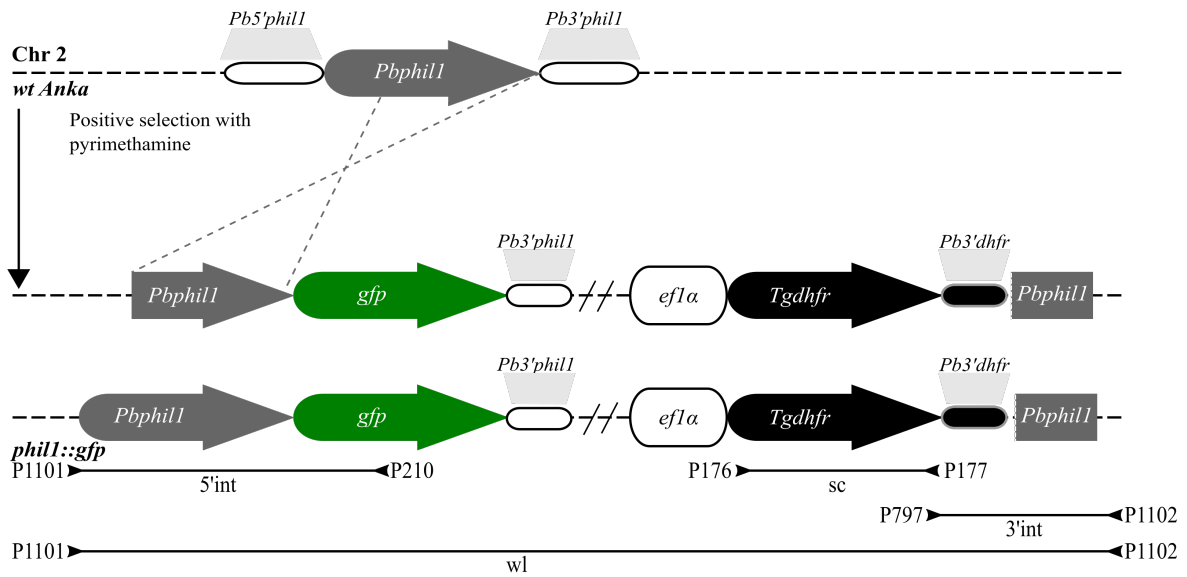 Pb5'phil1 Pb3'phil1
Chr 2
Pbphil1
wt Anka
Positive selection with
pyrimethamine
Pb3'phil1 Pb3'dhfr
Pbphil1 gfp ef1α Tgdhfr Pbphil1
Pb3'phil1 Pb3'dhfr
Pbphil1 gfp ef1α Tgdhfr Pbphil1
phil1::gfp
P1101 P210 P176 P177
5'int sc
P797 P1102
3'int
P1101 P1102
wl